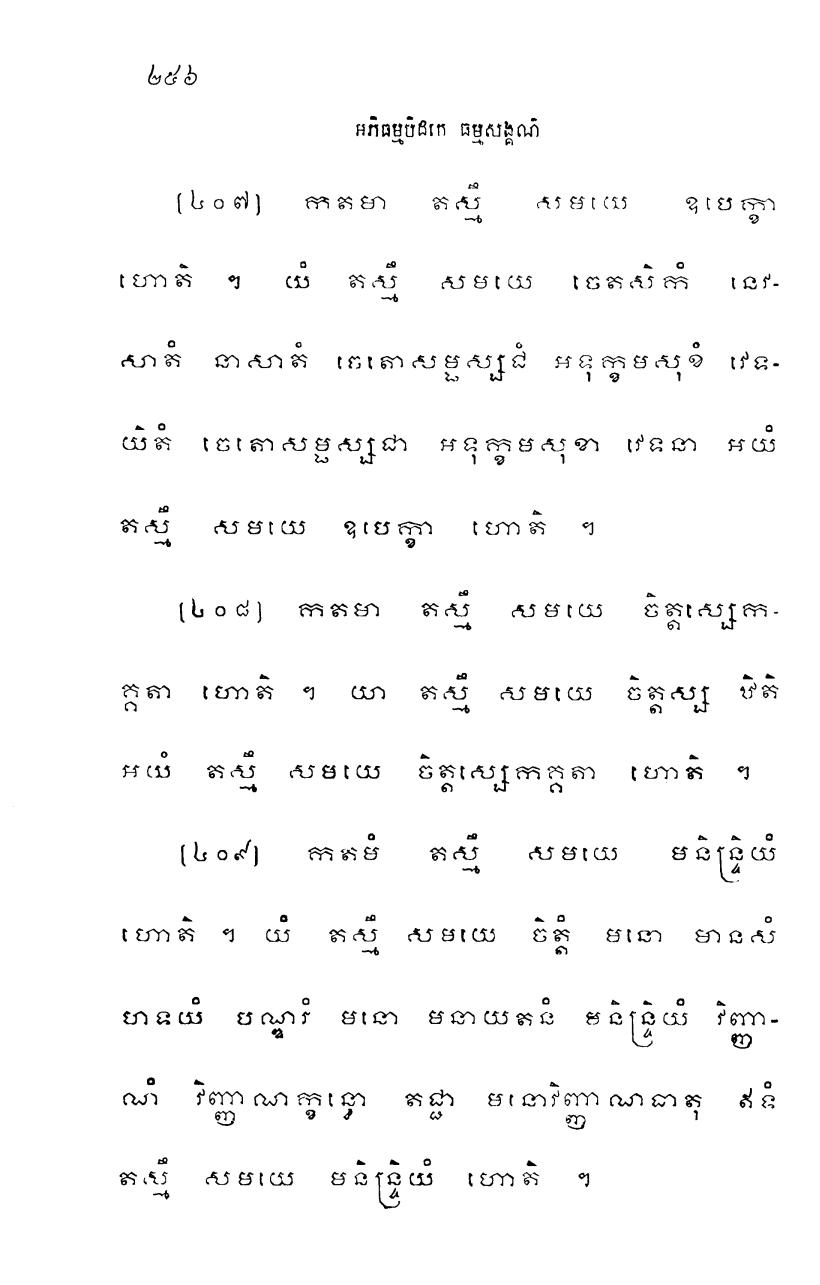 ២៤៦
អភិធម្មបិដកេ ធម្មសង្គណិ
(៤០៧) កតមា តស្មឹ សមយេ ឧបេក្ខា
ហោតិ ។ យំ តស្មឹ សមយេ ចេតសិកំ នេវ-
សាតំ នាសាតំ ចេតោសម្ផស្សជំ អទុក្ខមសុខំ វេទ-
យិតំ ចេតោសម្ផស្សជា អទុក្ខមសុខា វេទនា អយំ
តស្មឹ សមយេ ឧបេក្ខា ហោតិ ។
(៤០៨) កតមា តស្មឹ សមយេ ចិត្តស្សេក-
គ្គតា ហោតិ ។ យា តស្មឹ សមយេ ចិត្តស្ស ឋិតិ
អយំ តស្មឹ សមយេ ចិត្តស្សេកគ្គតា ហោតិ ។
(៤០៩) កតមំ តស្មឹ សមយេ មនិន្ទ្រិយំ
ហោតិ ។ យំ តស្មឹ សមយេ ចិត្តំ មនោ មានសំ
ហទយំ បណ្ឌរំ មនោ មនាយតនំ មនិន្ទ្រិយំ វិញ្ញា-
ណំ វិញ្ញាណក្ខន្ធោ តជ្ជា មនោវិញ្ញាណធាតុ ឥទំ
តស្មឹ សមយេ មនិន្ទ្រិយំ ហោតិ ។